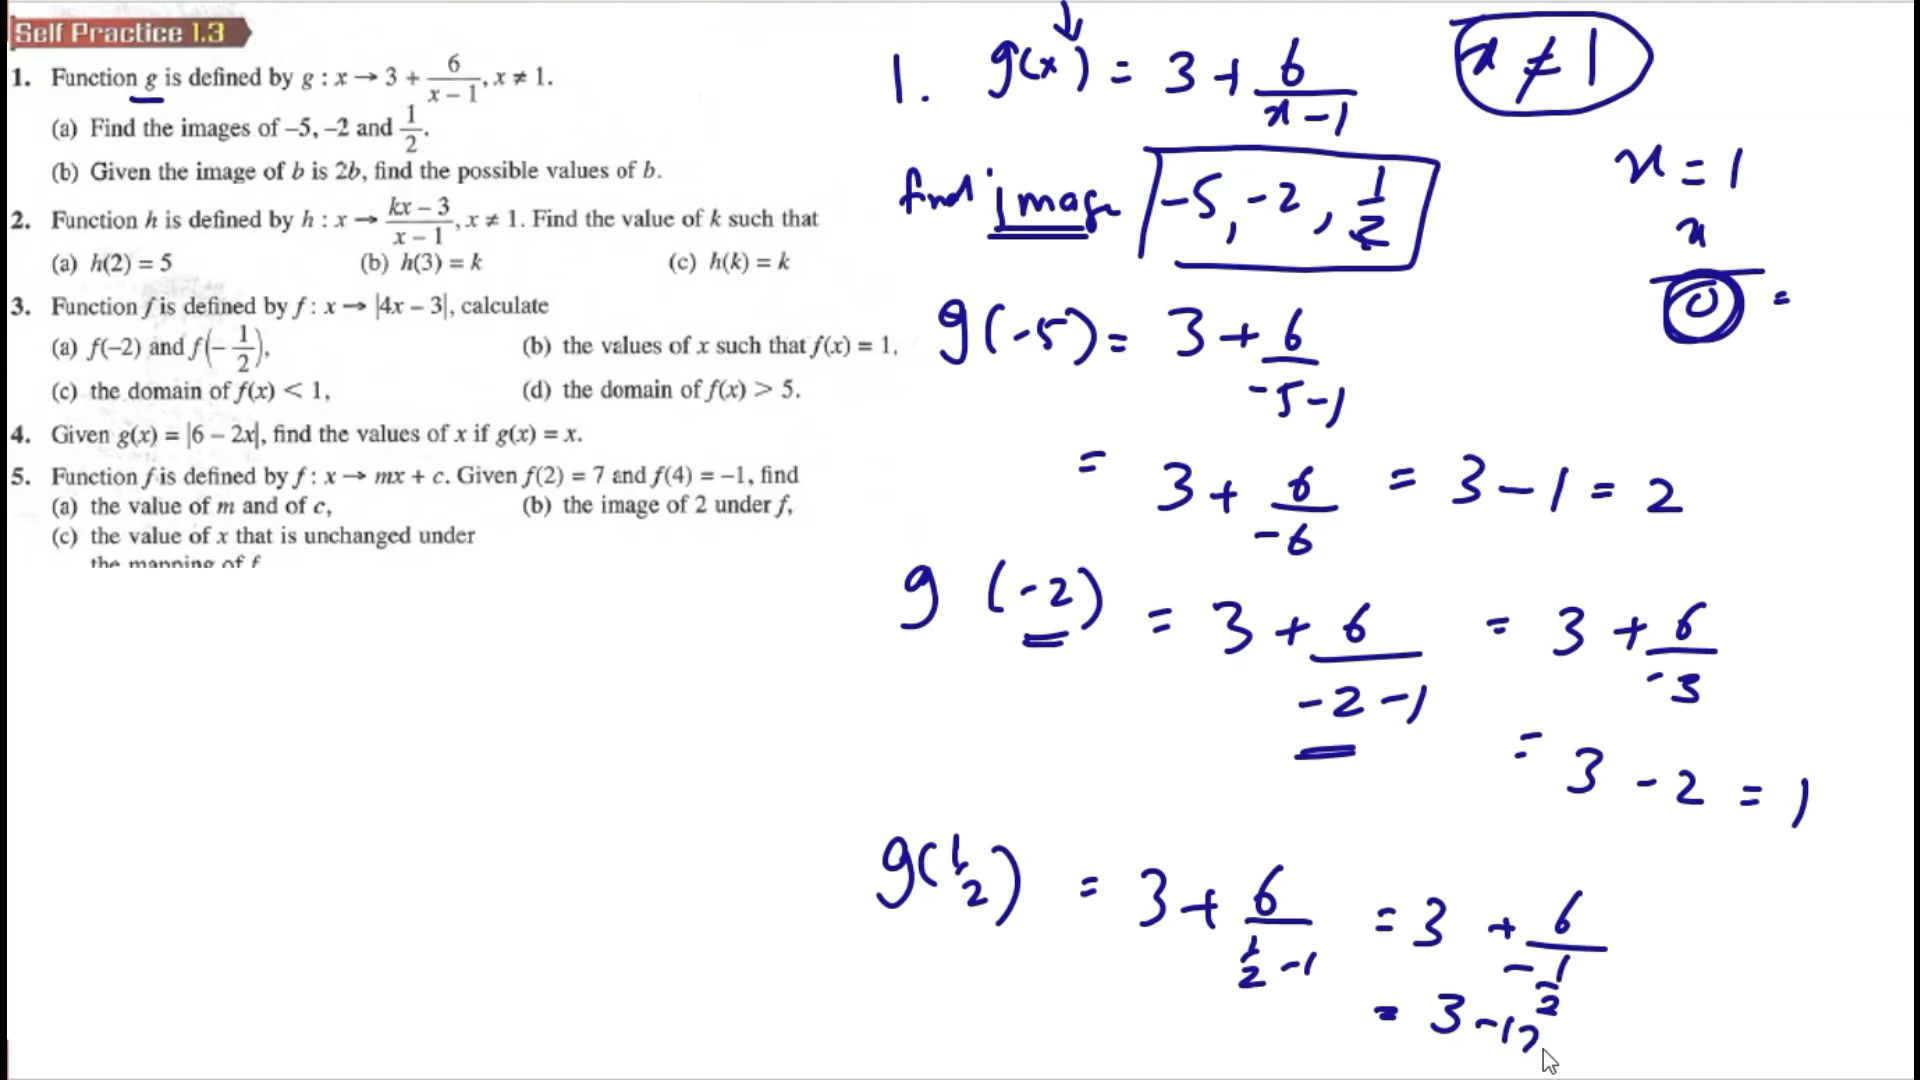 Self Practice 1.3
1. Function g is defined by g : x → 3 + 6/(x − 1), x ≠ 1.
(a) Find the images of –5, –2 and 1/2.
(b) Given the image of b is 2b, find the possible values of b.
2. Function h is defined by h : x → (kx – 3)/(x – 1), x ≠ 1. Find the value of k such that
(a) h(2) = 5 (b) h(3) = k (c) h(k) = k
3. Function f is defined by f : x → |4x – 3|, calculate
(a) f(–2) and f(– 1/2), (b) the values of x such that f(x) = 1,
(c) the domain of f(x) < 1, (d) the domain of f(x) > 5.
4. Given g(x) = |6 – 2x|, find the values of x if g(x) = x.
5. Function f is defined by f : x → mx + c. Given f(2) = 7 and f(4) = –1, find
(a) the value of m and of c, (b) the image of 2 under f,
(c) the value of x that is unchanged under
the mapping of f
1. g(x) = 3 + 6/(x – 1) x ≠ 1
find image –5, –2, 1/2
x = 1
x/0 =
g(–5) = 3 + 6/(–5–1)
= 3 + 6/–6 = 3 – 1 = 2
g(–2) = 3 + 6/(–2–1) = 3 + 6/–3
= 3 – 2 = 1
g(1/2) = 3 + 6/(1/2 –1) = 3 + 6/(–1/2)
= 3 – 12